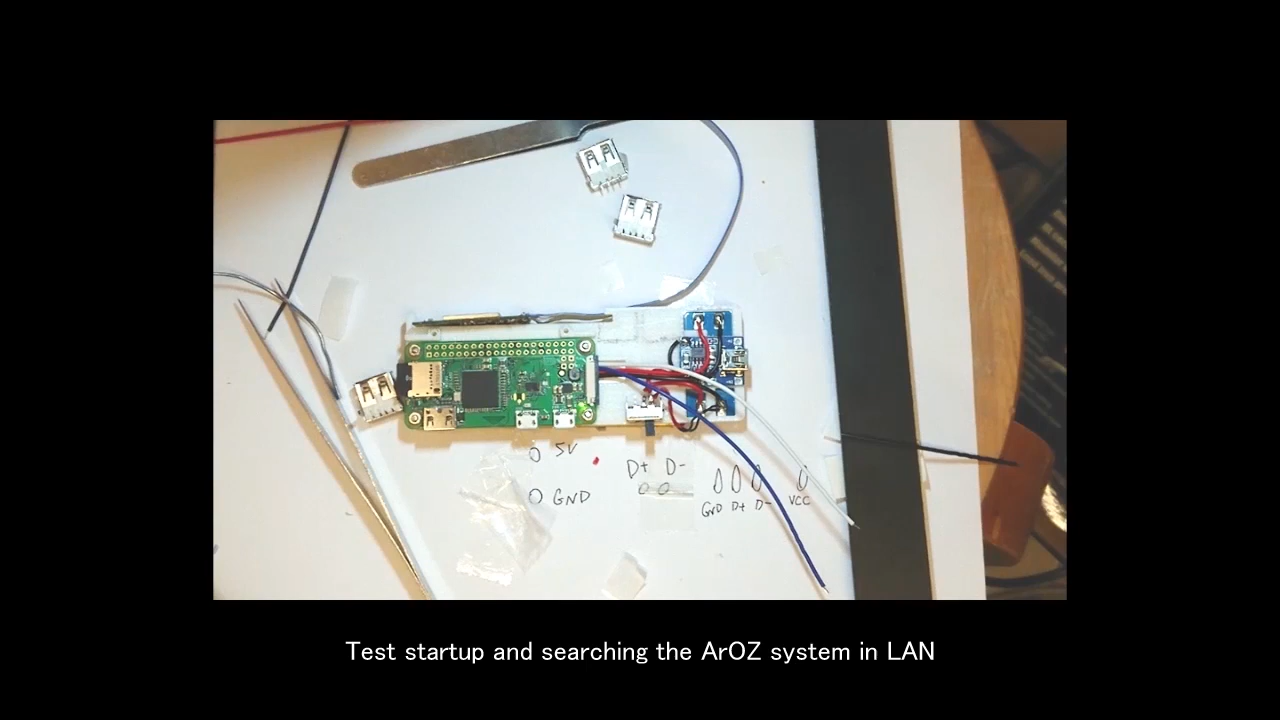 5V
D+ D-
GND
GND D+ D- VCC
Test startup and searching the ArOZ system in LAN